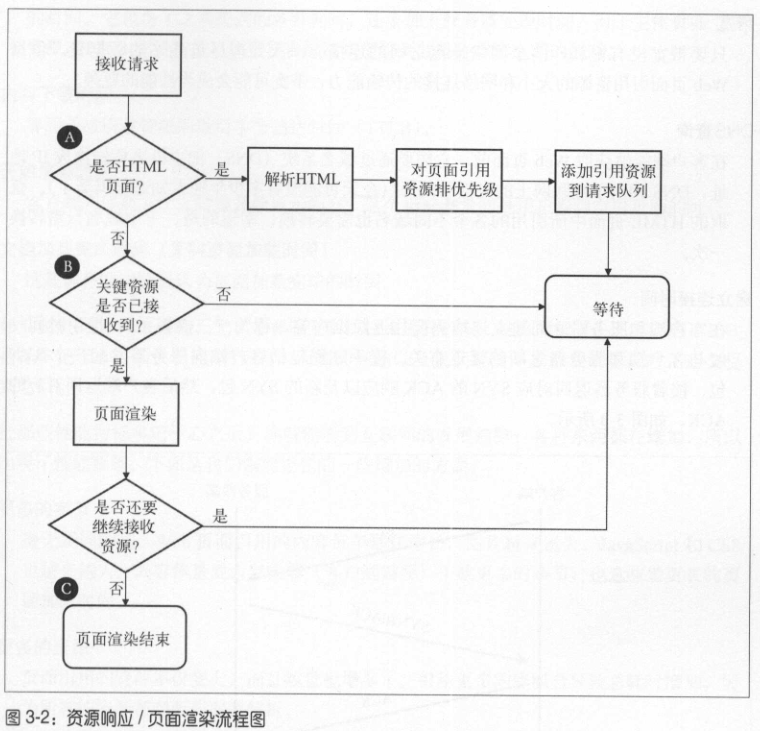 接收请求
A
是否HTML
页面?
是
解析HTML
对页面引用
资源排优先级
添加引用资源
到请求队列
否
B
关键资源
是否已接
收到?
否
等待
是
页面渲染
是否还要
继续接收
资源?
是
否
C
页面渲染结束
图 3-2：资源响应 / 页面渲染流程图